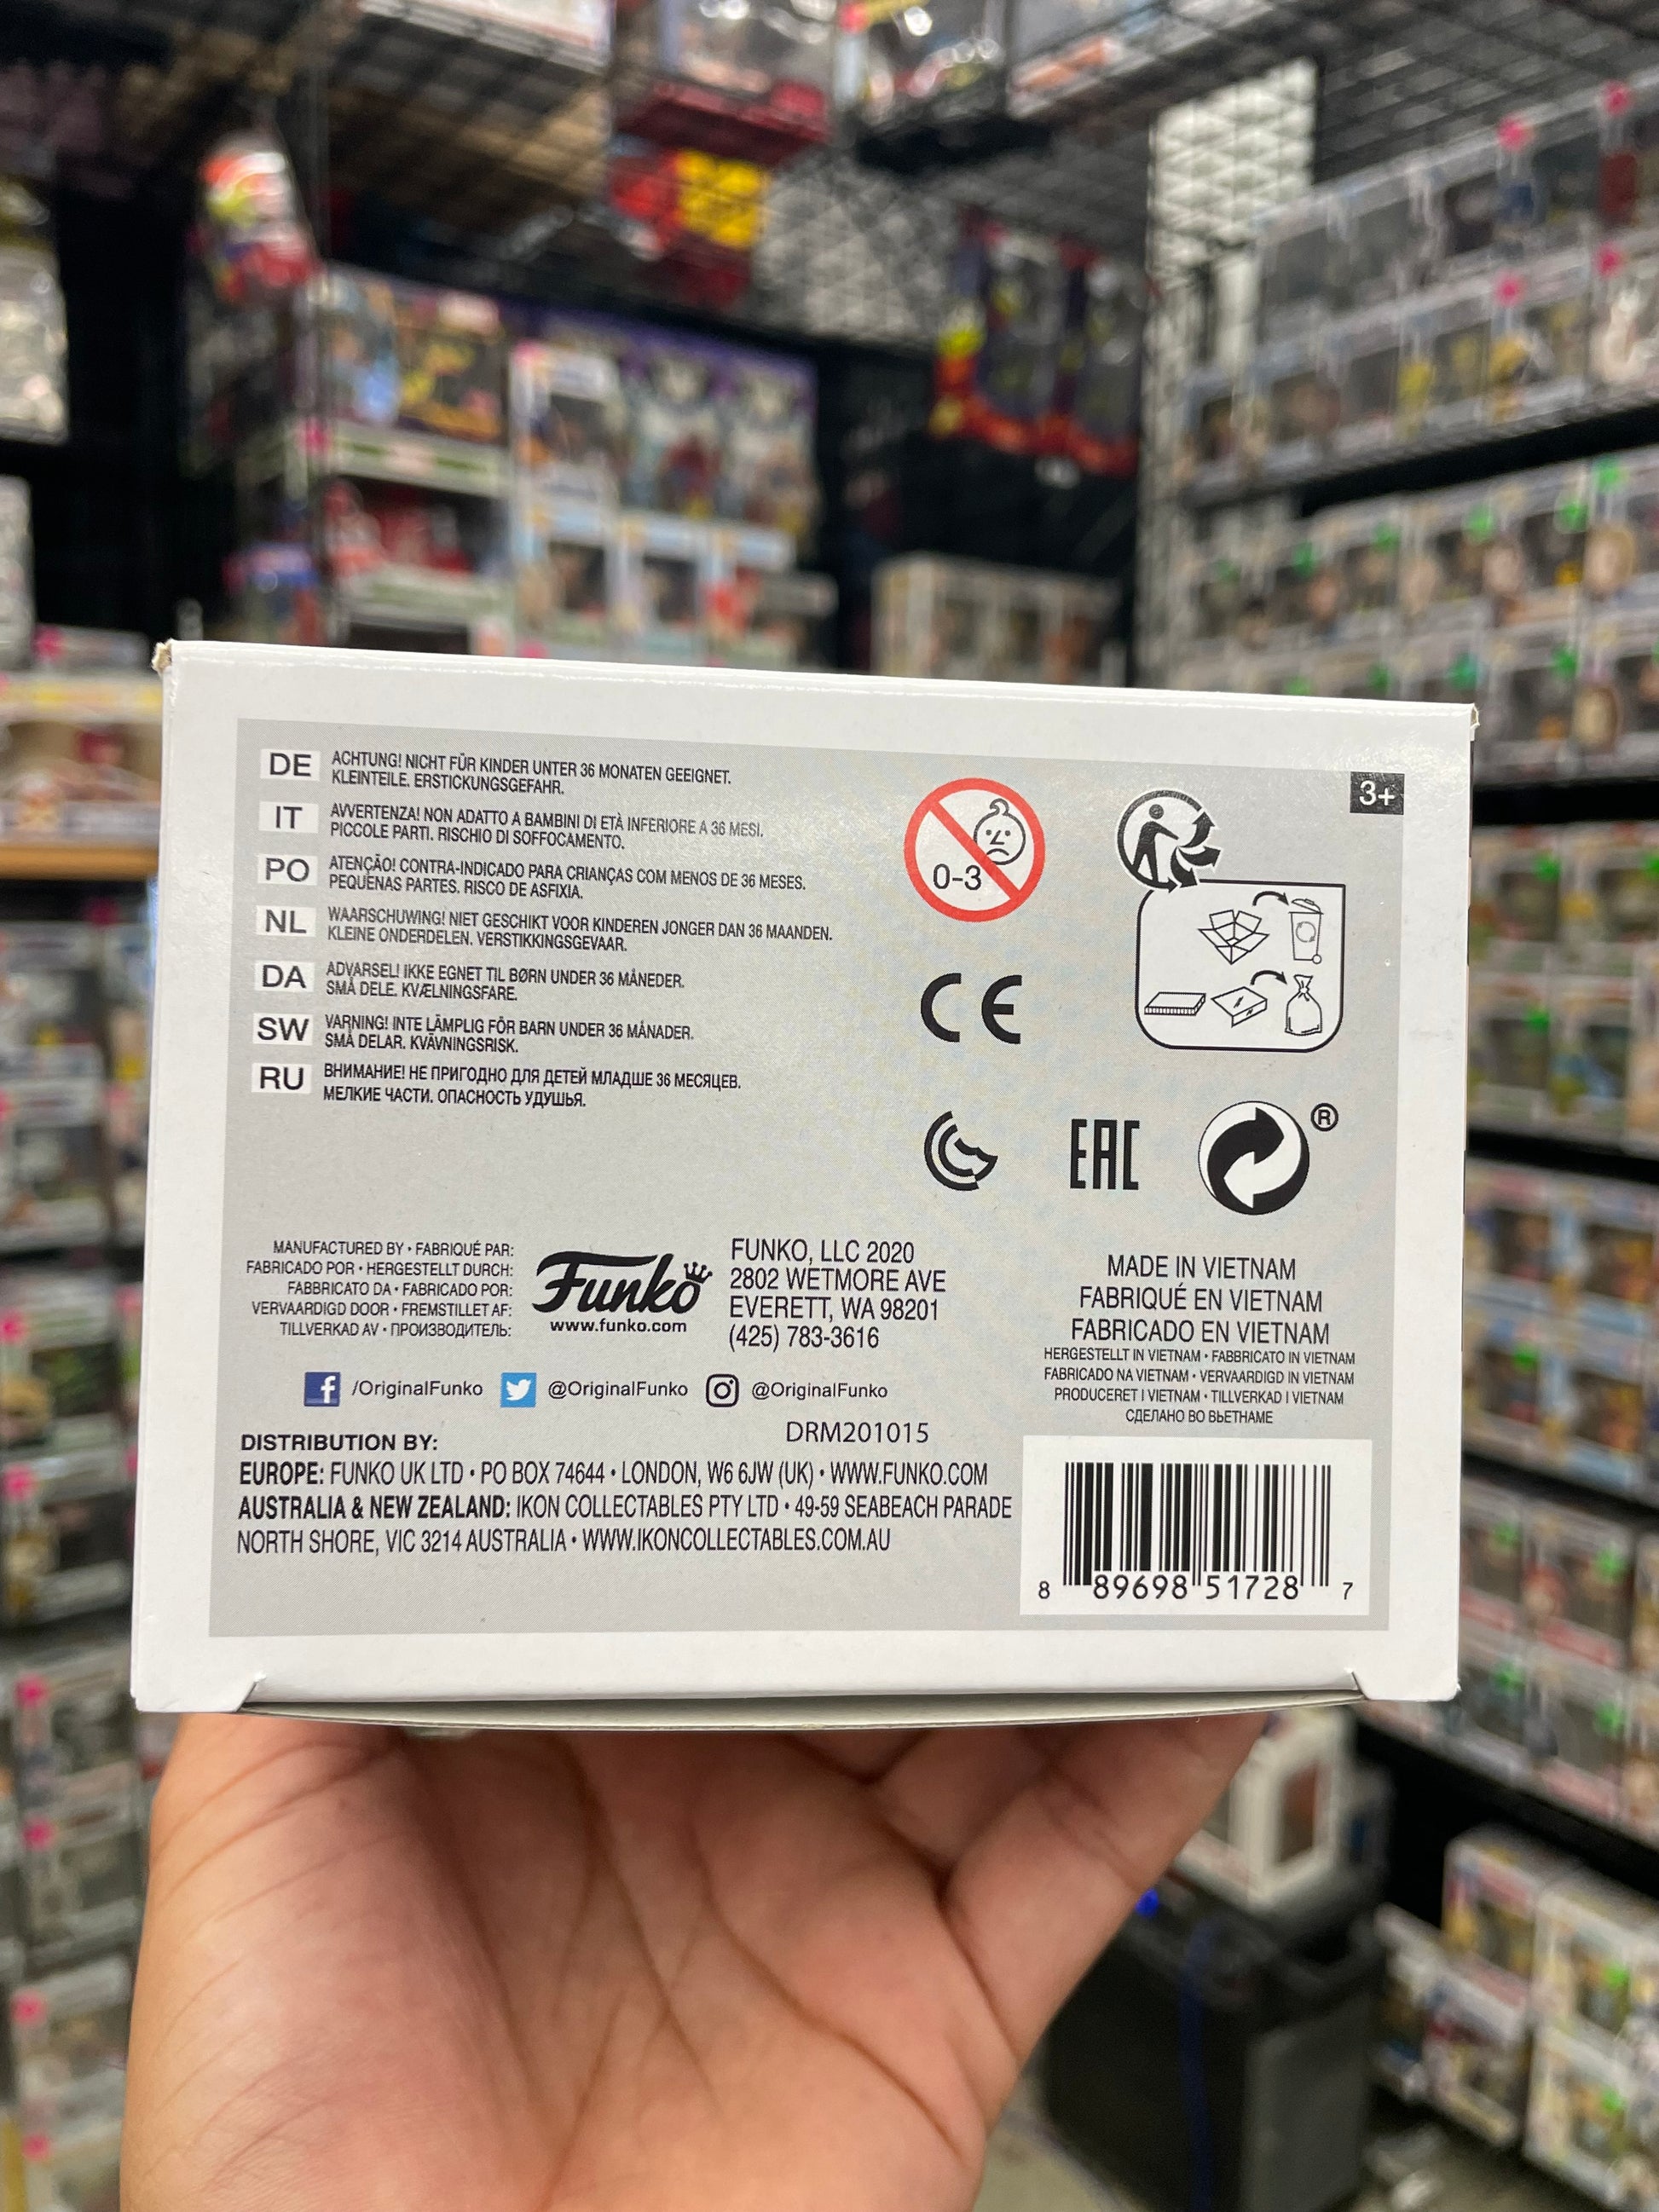 DE ACHTUNG! NICHT FÜR KINDER UNTER 36 MONATEN GEEIGNET.
KLEINTEILE. ERSTICKUNGSGEFAHR.
IT AVVERTENZA! NON ADATTO A BAMBINI DI ETÀ INFERIORE A 36 MESI.
PICCOLE PARTI. RISCHIO DI SOFFOCAMENTO.
PO ATENÇÃO! CONTRA-INDICADO PARA CRIANÇAS COM MENOS DE 36 MESES.
PEQUENAS PARTES. RISCO DE ASFIXIA.
NL WAARSCHUWING! NIET GESCHIKT VOOR KINDEREN JONGER DAN 36 MAANDEN.
KLEINE ONDERDELEN. VERSTIKKINGSGEVAAR.
DA ADVARSEL! IKKE EGNET TIL BØRN UNDER 36 MÅNEDER.
SMÅ DELE. KVÆLNINGSFARE.
SW VARNING! INTE LÄMPLIG FÖR BARN UNDER 36 MÅNADER.
SMÅ DELAR. KVÄVNINGSRISK.
RU ВНИМАНИЕ! НЕ ПРИГОДНО ДЛЯ ДЕТЕЙ МЛАДШЕ 36 МЕСЯЦЕВ.
МЕЛКИЕ ЧАСТИ. ОПАСНОСТЬ УДУШЬЯ.
0-3
3+
CE
EAC
®
MANUFACTURED BY • FABRIQUÉ PAR:
FABRICADO POR • HERGESTELLT DURCH:
FABBRICATO DA • FABRICADO POR:
VERVAARDIGD DOOR • FREMSTILLET AF:
TILLVERKAD AV • ПРОИЗВОДИТЕЛЬ:
Funko
www.funko.com
FUNKO, LLC 2020
2802 WETMORE AVE
EVERETT, WA 98201
(425) 783-3616
MADE IN VIETNAM
FABRIQUÉ EN VIETNAM
FABRICADO EN VIETNAM
HERGESTELLT IN VIETNAM • FABBRICATO IN VIETNAM
FABRICADO NA VIETNAM • VERVAARDIGD IN VIETNAM
PRODUCERET I VIETNAM • TILLVERKAD I VIETNAM
СДЕЛАНО ВО ВЬЕТНАМЕ
f /OriginalFunko @OriginalFunko @OriginalFunko
DRM201015
DISTRIBUTION BY:
EUROPE: FUNKO UK LTD • PO BOX 74644 • LONDON, W6 6JW (UK) • WWW.FUNKO.COM
AUSTRALIA & NEW ZEALAND: IKON COLLECTABLES PTY LTD • 49-59 SEABEACH PARADE
NORTH SHORE, VIC 3214 AUSTRALIA • WWW.IKONCOLLECTABLES.COM.AU
8 89698 51728 7